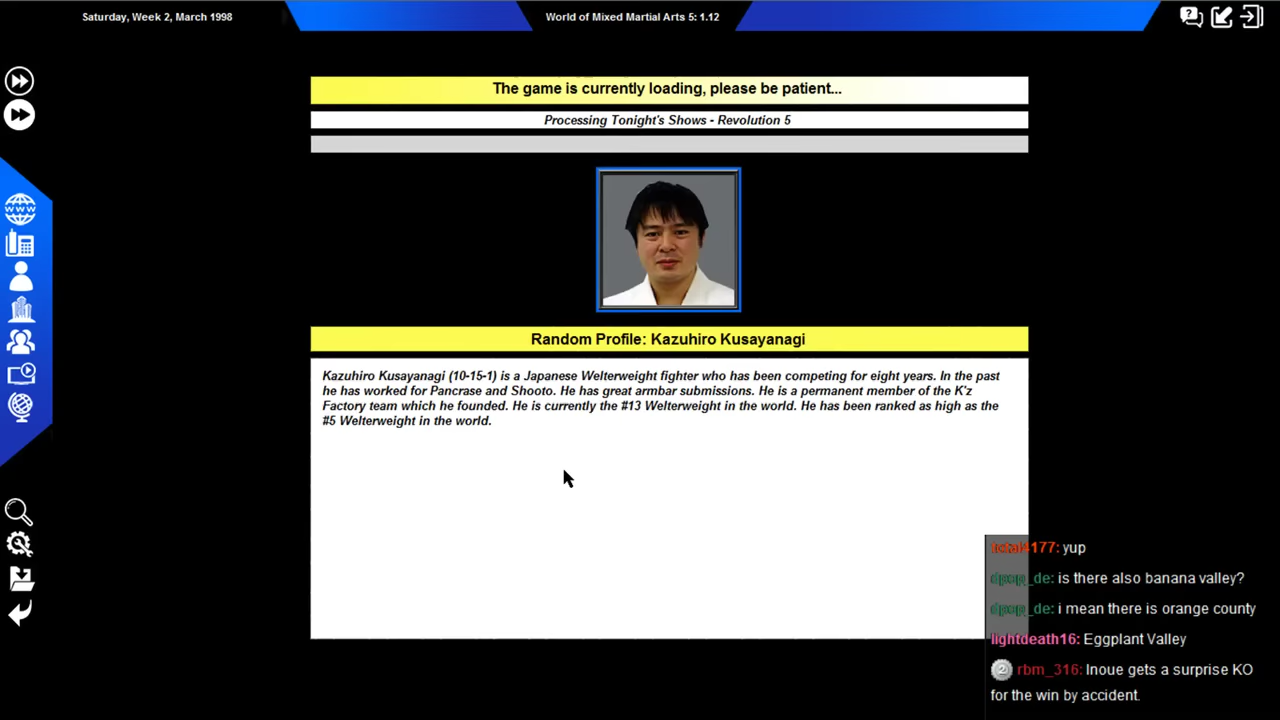 Saturday, Week 2, March 1998
World of Mixed Martial Arts 5: 1.12
The game is currently loading, please be patient...
Processing Tonight's Shows - Revolution 5
WWW
Random Profile: Kazuhiro Kusayanagi
Kazuhiro Kusayanagi (10-15-1) is a Japanese Welterweight fighter who has been competing for eight years. In the past
he has worked for Pancrase and Shooto. He has great armbar submissions. He is a permanent member of the K'z
Factory team which he founded. He is currently the #13 Welterweight in the world. He has been ranked as high as the
#5 Welterweight in the world.
total4177: yup
dpop_de: is there also banana valley?
dpop_de: i mean there is orange county
lightdeath16: Eggplant Valley
2 rbm_316: Inoue gets a surprise KO
for the win by accident.